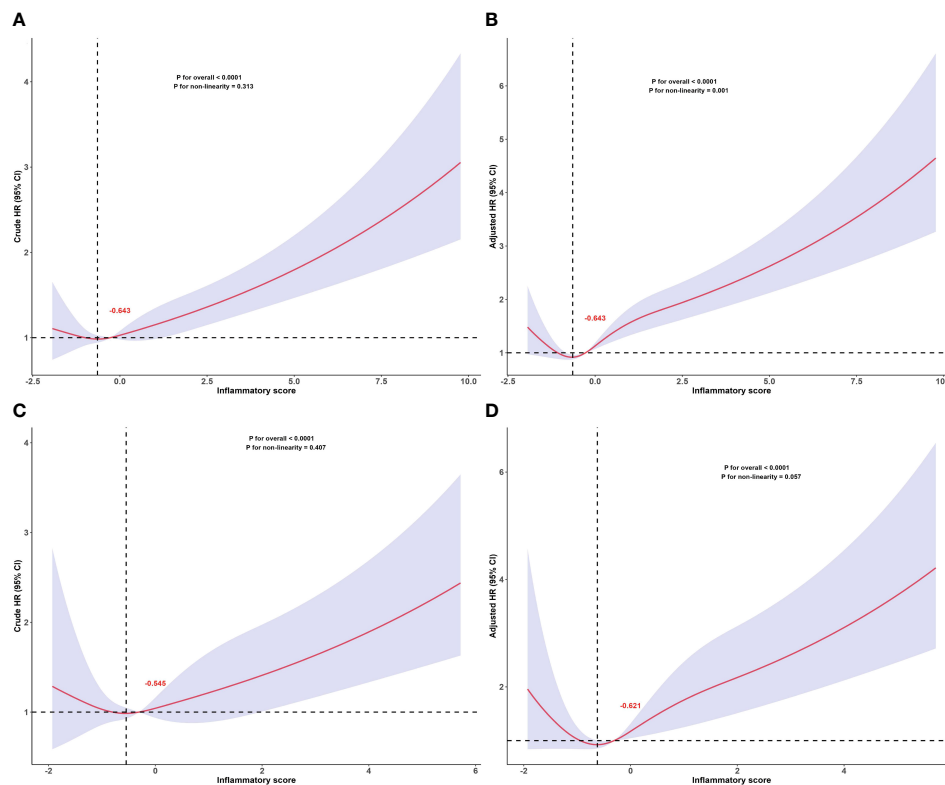 A
P for overall < 0.0001
P for non-linearity = 0.313
4
3
2
1
Crude HR (95% CI)
-0.643
-2.5
0.0
2.5
5.0
7.5
10.0
Inflammatory score
B
P for overall < 0.0001
P for non-linearity = 0.001
6
5
4
3
2
1
Adjusted HR (95% CI)
-0.643
-2.5
0.0
2.5
5.0
7.5
10.0
Inflammatory score
C
P for overall < 0.0001
P for non-linearity = 0.407
4
3
2
1
Crude HR (95% CI)
-0.545
-2
0
2
4
6
Inflammatory score
D
P for overall < 0.0001
P for non-linearity = 0.057
6
4
2
Adjusted HR (95% CI)
-0.621
-2
0
2
4
Inflammatory score